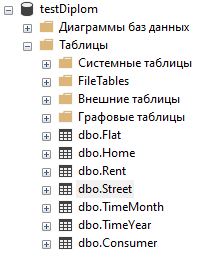 testDiplom
Диаграммы баз данных
Таблицы
Системные таблицы
FileTables
Внешние таблицы
Графовые таблицы
dbo.Flat
dbo.Home
dbo.Rent
dbo.Street
dbo.TimeMonth
dbo.TimeYear
dbo.Consumer